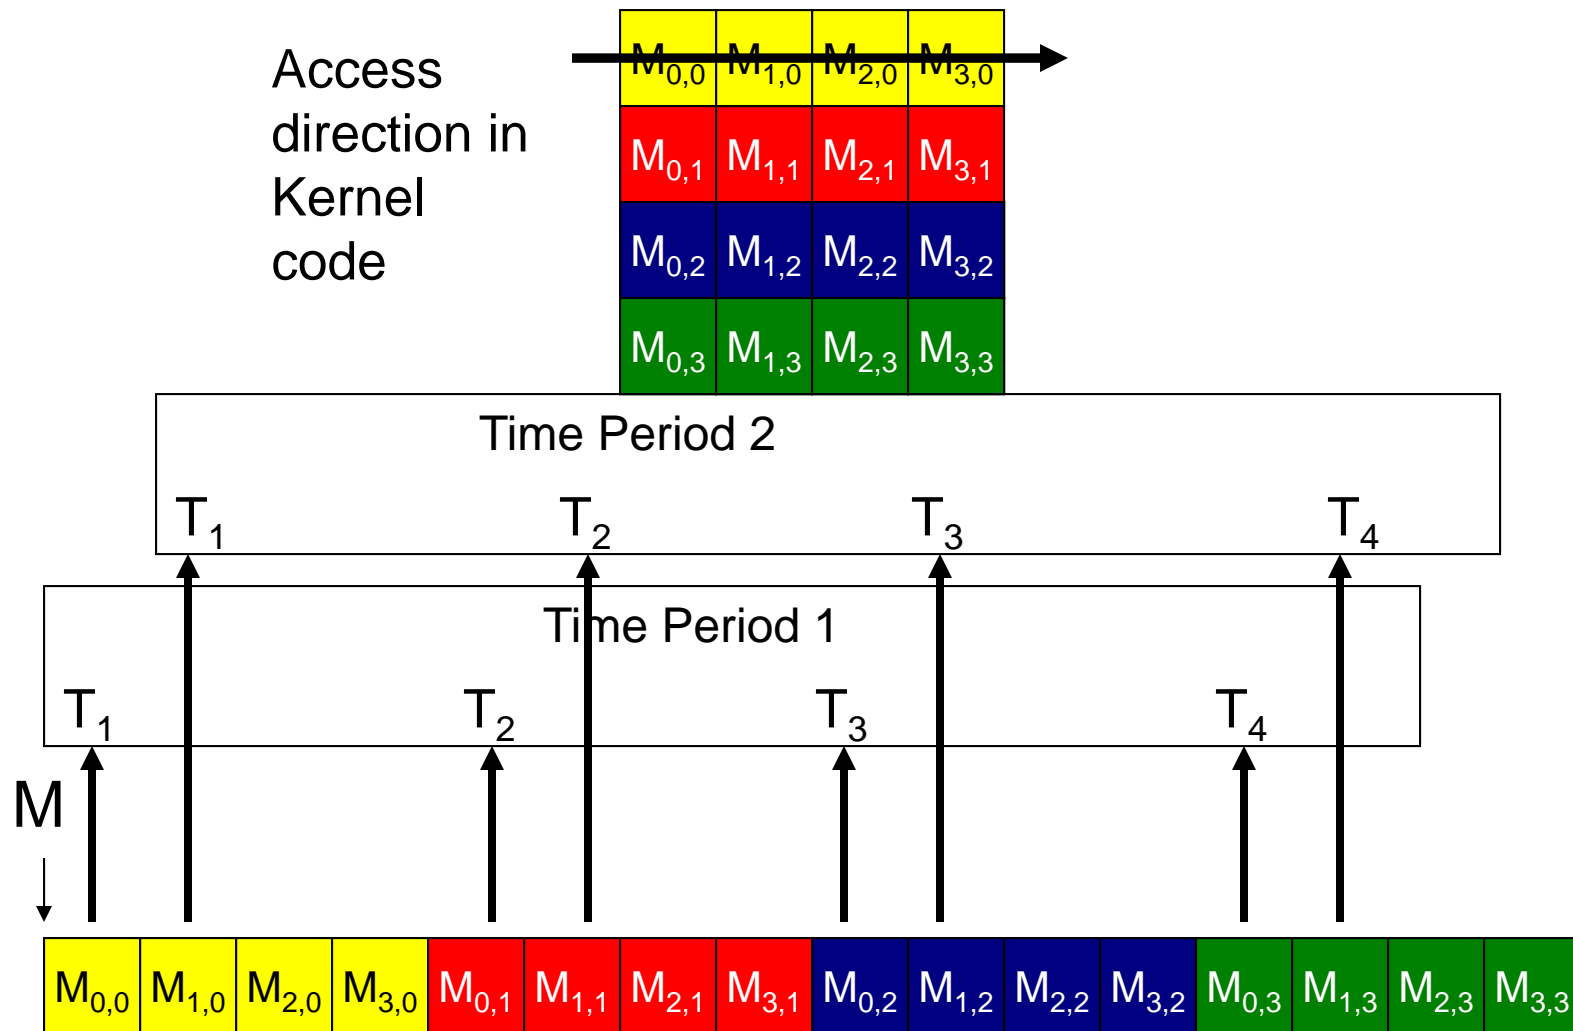 Access
direction in
Kernel
code
M0,0 M1,0 M2,0 M3,0
M0,1 M1,1 M2,1 M3,1
M0,2 M1,2 M2,2 M3,2
M0,3 M1,3 M2,3 M3,3
Time Period 2
T1 T2 T3 T4
Time Period 1
T1 T2 T3 T4
M
M0,0 M1,0 M2,0 M3,0 M0,1 M1,1 M2,1 M3,1 M0,2 M1,2 M2,2 M3,2 M0,3 M1,3 M2,3 M3,3